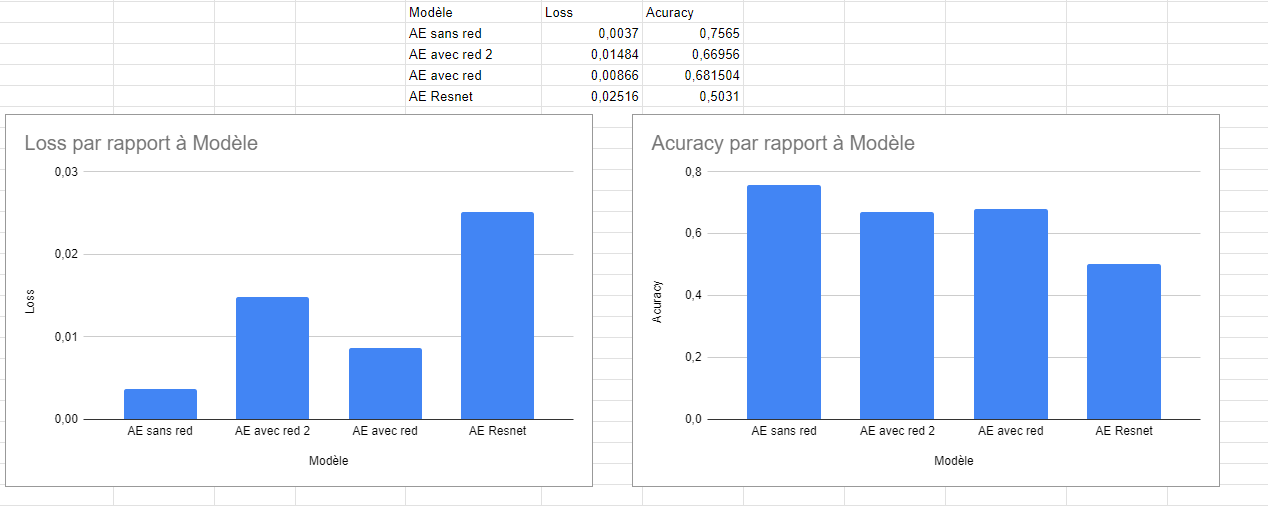 Modèle Loss Acuracy
AE sans red 0,0037 0,7565
AE avec red 2 0,01484 0,66956
AE avec red 0,00866 0,681504
AE Resnet 0,02516 0,5031
Loss par rapport à Modèle
0,03
0,02
0,01
0,00
Loss
AE sans red AE avec red 2 AE avec red AE Resnet
Modèle
Acuracy par rapport à Modèle
0,8
0,6
0,4
0,2
0,0
Acuracy
AE sans red AE avec red 2 AE avec red AE Resnet
Modèle